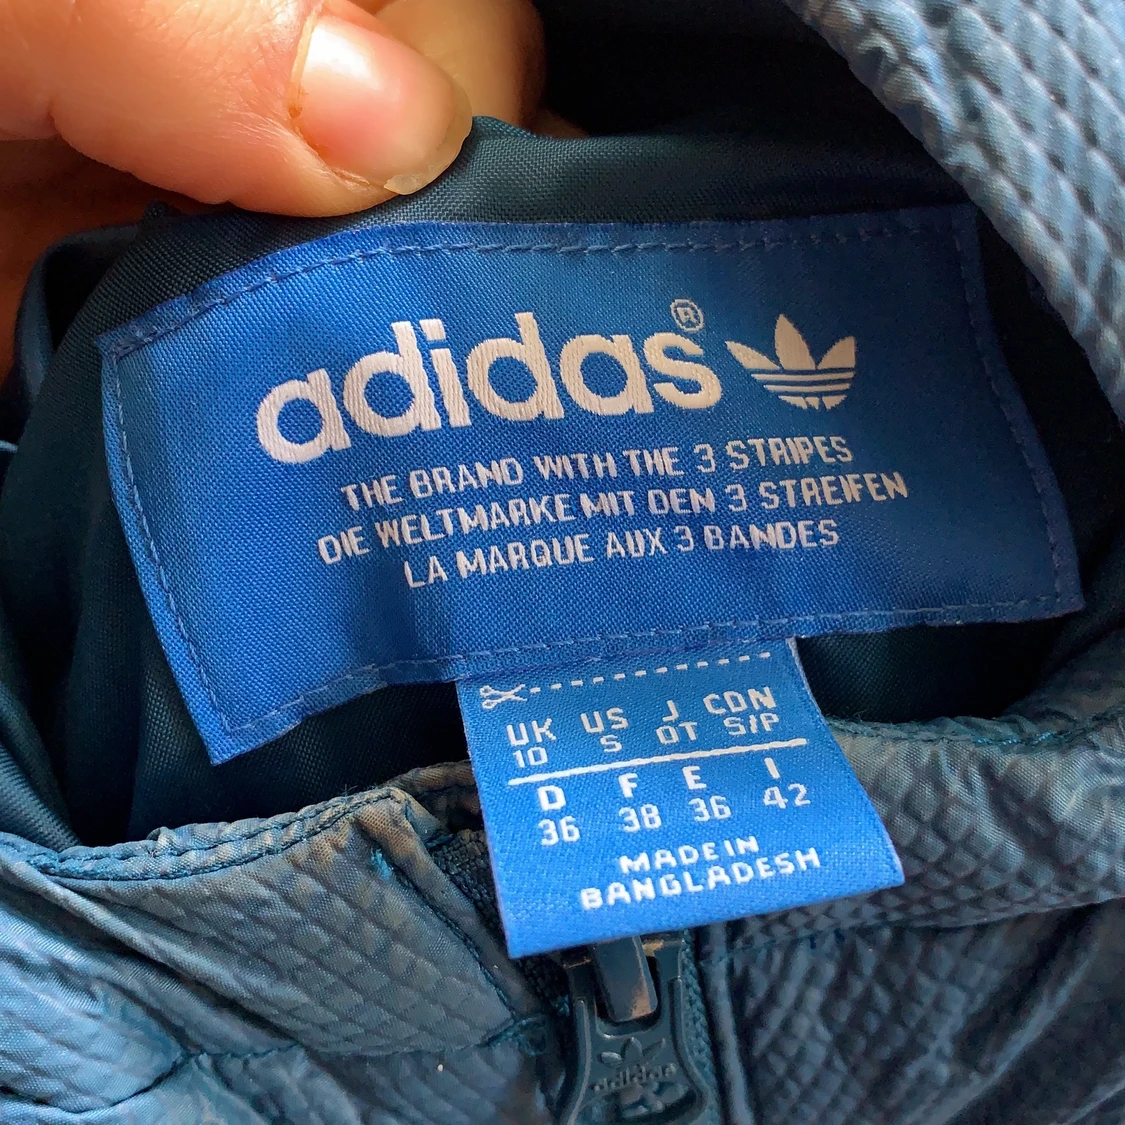 adidas®
THE BRAND WITH THE 3 STRIPES
DIE WELTMARKE MIT DEN 3 STREIFEN
LA MARQUE AUX 3 BANDES
UK US J CDN
10 S OT S/P
D F E I
36 38 36 42
MADE IN
BANGLADESH
adidas